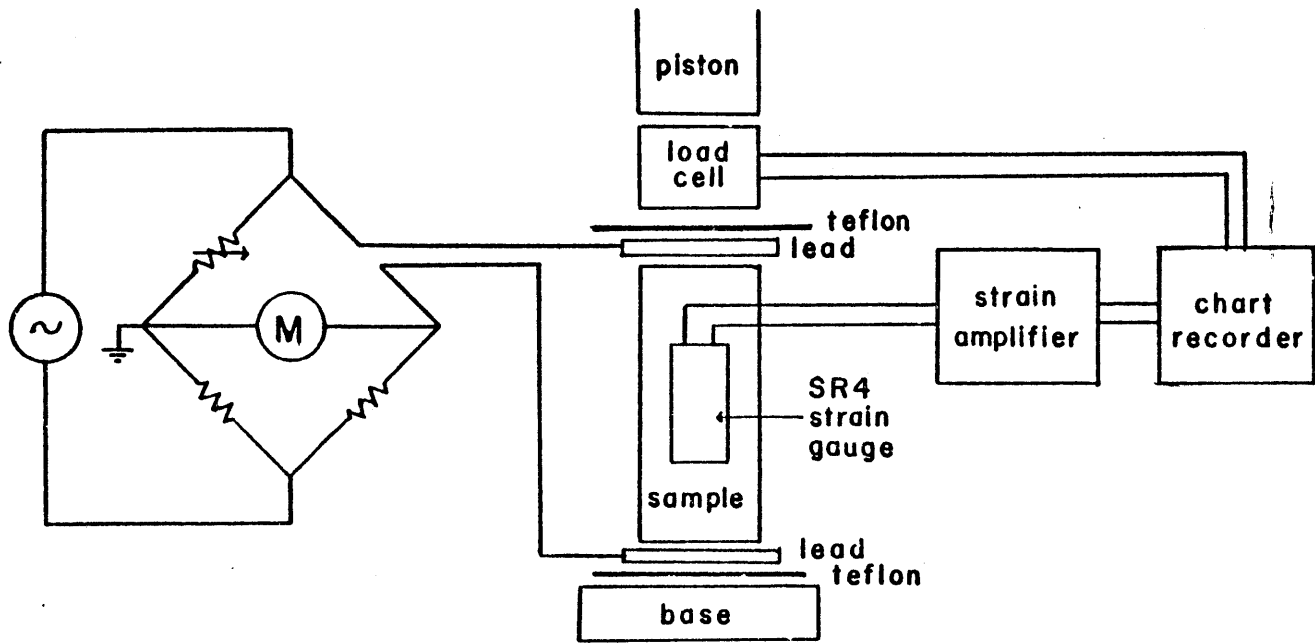 piston
load
cell
teflon
lead
strain
amplifier
chart
recorder
M
SR4
strain
gauge
sample
lead
teflon
base